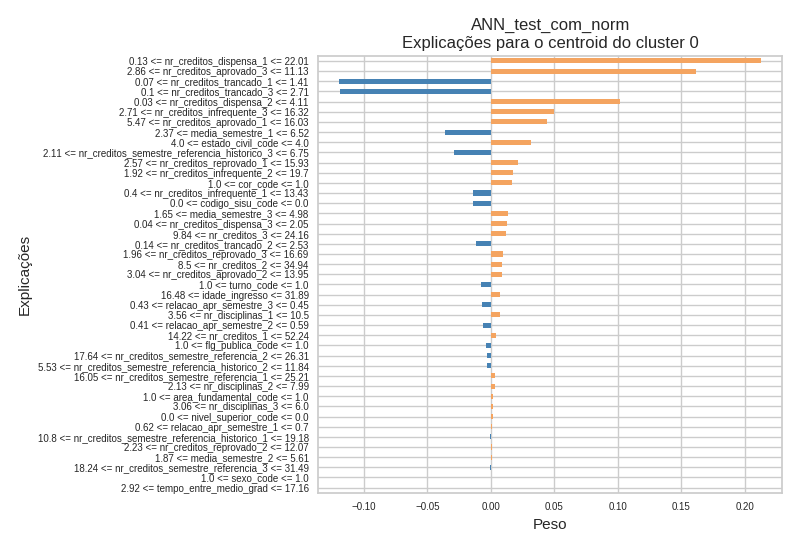 ANN_test_com_norm
Explicações para o centroid do cluster 0
0.13 <= nr_creditos_dispensa_1 <= 22.01
2.86 <= nr_creditos_aprovado_3 <= 11.13
0.07 <= nr_creditos_trancado_1 <= 1.41
0.1 <= nr_creditos_trancado_3 <= 2.71
0.03 <= nr_creditos_dispensa_2 <= 4.11
2.71 <= nr_creditos_infrequente_3 <= 16.32
5.47 <= nr_creditos_aprovado_1 <= 16.03
2.37 <= media_semestre_1 <= 6.52
4.0 <= estado_civil_code <= 4.0
2.11 <= nr_creditos_semestre_referencia_historico_3 <= 6.75
2.57 <= nr_creditos_reprovado_1 <= 15.93
1.92 <= nr_creditos_infrequente_2 <= 19.7
1.0 <= cor_code <= 1.0
0.4 <= nr_creditos_infrequente_1 <= 13.43
0.0 <= codigo_sisu_code <= 0.0
1.65 <= media_semestre_3 <= 4.98
0.04 <= nr_creditos_dispensa_3 <= 2.05
9.84 <= nr_creditos_3 <= 24.16
0.14 <= nr_creditos_trancado_2 <= 2.53
1.96 <= nr_creditos_reprovado_3 <= 16.69
8.5 <= nr_creditos_2 <= 34.94
3.04 <= nr_creditos_aprovado_2 <= 13.95
1.0 <= turno_code <= 1.0
16.48 <= idade_ingresso <= 31.89
0.43 <= relacao_apr_semestre_3 <= 0.45
3.56 <= nr_disciplinas_1 <= 10.5
0.41 <= relacao_apr_semestre_2 <= 0.59
14.22 <= nr_creditos_1 <= 52.24
1.0 <= flg_publica_code <= 1.0
17.64 <= nr_creditos_semestre_referencia_2 <= 26.31
5.53 <= nr_creditos_semestre_referencia_historico_2 <= 11.84
16.05 <= nr_creditos_semestre_referencia_1 <= 25.21
2.13 <= nr_disciplinas_2 <= 7.99
1.0 <= area_fundamental_code <= 1.0
3.06 <= nr_disciplinas_3 <= 6.0
0.0 <= nivel_superior_code <= 0.0
0.62 <= relacao_apr_semestre_1 <= 0.7
10.8 <= nr_creditos_semestre_referencia_historico_1 <= 19.18
2.23 <= nr_creditos_reprovado_2 <= 12.07
1.87 <= media_semestre_2 <= 5.61
18.24 <= nr_creditos_semestre_referencia_3 <= 31.49
1.0 <= sexo_code <= 1.0
2.92 <= tempo_entre_medio_grad <= 17.16
Explicações
−0.10 −0.05 0.00 0.05 0.10 0.15 0.20
Peso